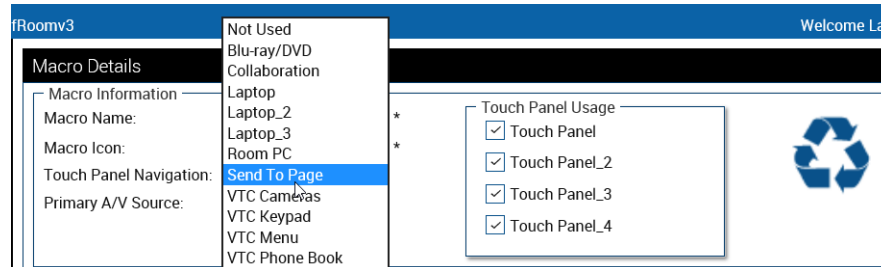 fRoomv3
Welcome La
Macro Details
Macro Information
Macro Name:
*
Macro Icon:
*
Touch Panel Navigation:
Primary A/V Source:
Not Used
Blu-ray/DVD
Collaboration
Laptop
Laptop_2
Laptop_3
Room PC
Send To Page
VTC Cameras
VTC Keypad
VTC Menu
VTC Phone Book
Touch Panel Usage
Touch Panel
Touch Panel_2
Touch Panel_3
Touch Panel_4